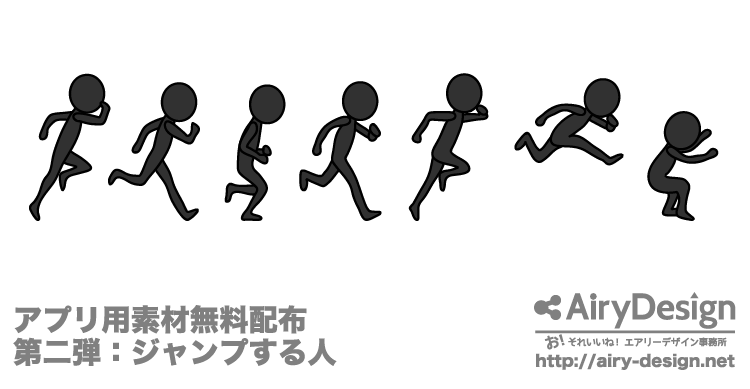 アプリ用素材無料配布
第二弾：ジャンプする人
AiryDesign
お! それいいね! エアリーデザイン事務所
http://airy-design.net